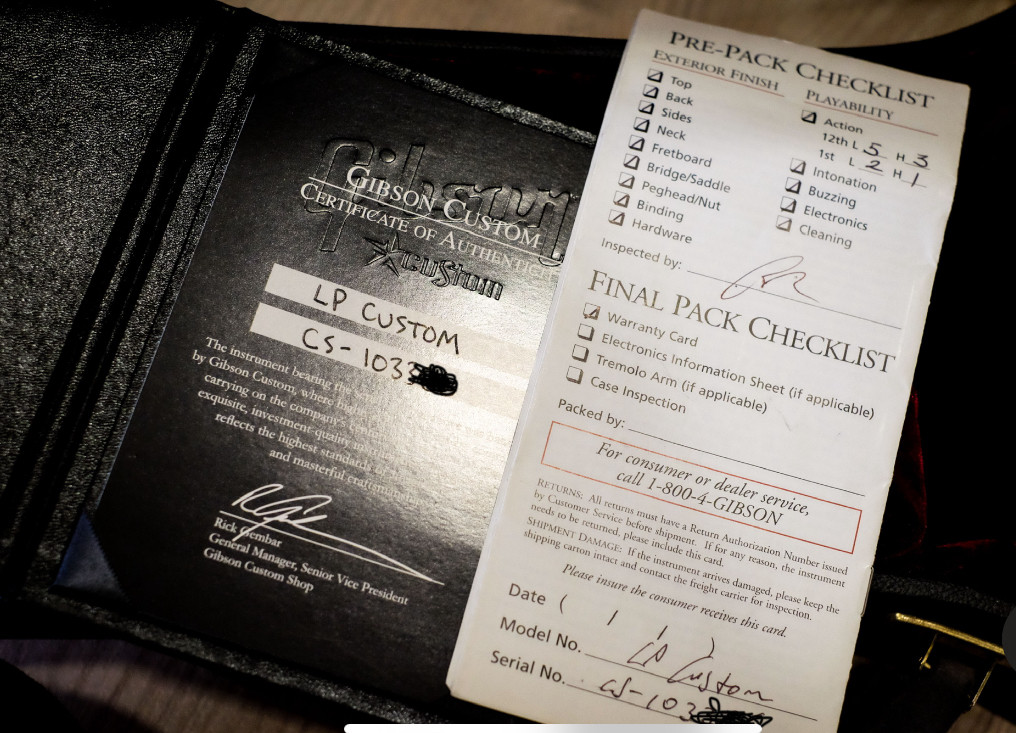 Gibson
GIBSON CUSTOM
CERTIFICATE OF
custom
LP CUSTOM
CS-103
The instrument bearing
by Gibson Custom, where
carrying on the company's
exquisite, investment-quality
reflects the highest standards
and masterful
Rick Gembar
General Manager, Senior Vice President
Gibson Custom Shop
PRE-PACK CHECKLIST
EXTERIOR FINISH
Top
Back
Sides
Neck
Fretboard
Bridge/Saddle
Peghead/Nut
Binding
Hardware
PLAYABILITY
Action
12th L 5 H 3
1st L 2 H 1
Intonation
Buzzing
Electronics
Cleaning
Inspected by:
FINAL PACK CHECKLIST
Warranty Card
Electronics Information Sheet (if applicable)
Tremolo Arm (if applicable)
Case Inspection
Packed by:
For consumer or dealer service,
call 1-800-4-GIBSON
RETURNS: All returns must have a Return Authorization Number issued
by Customer Service before shipment. If for any reason, the instrument
needs to be returned, please include this card.
SHIPMENT DAMAGE: If the instrument arrives damaged, please keep the
shipping carton intact and contact the freight carrier for inspection.
Please insure the consumer receives this card.
Date ( / / )
Model No. LP Custom
Serial No. CS-103